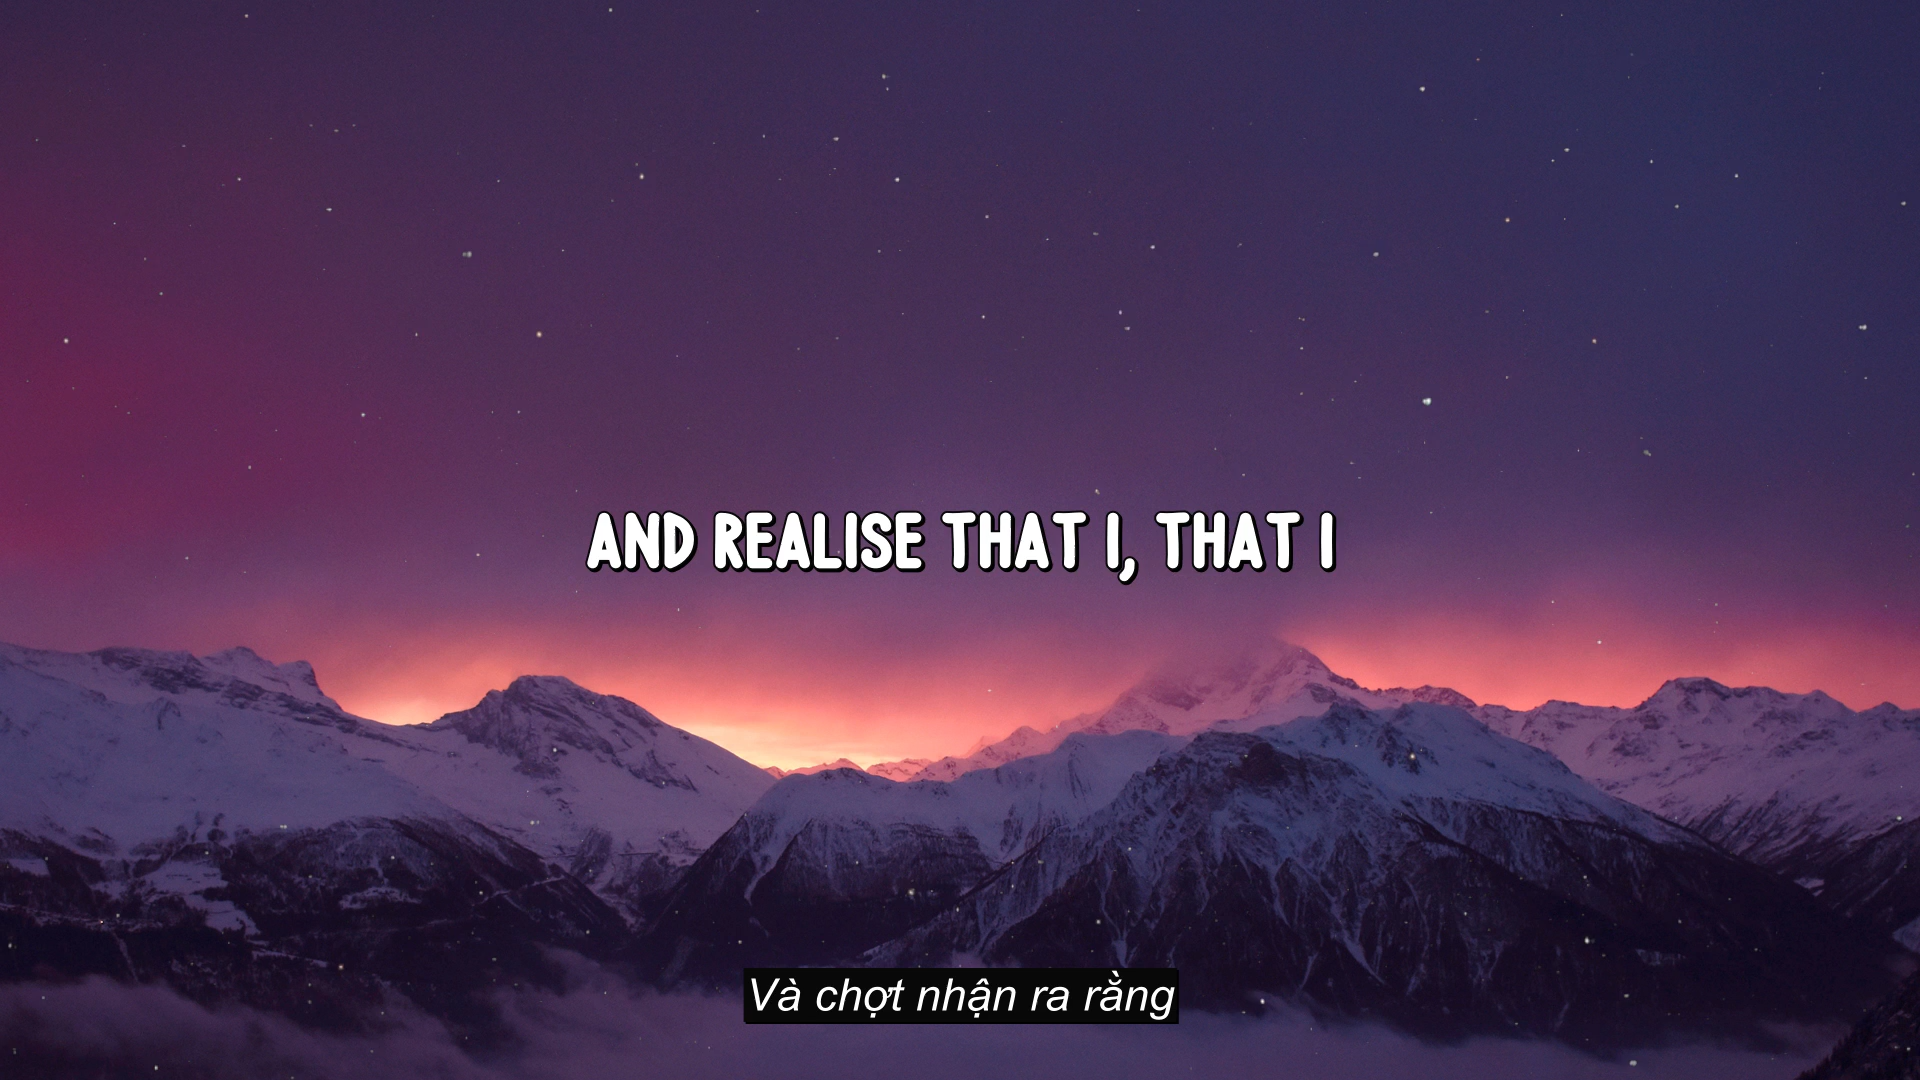 AND REALISE THAT I, THAT I
Và chợt nhận ra rằng